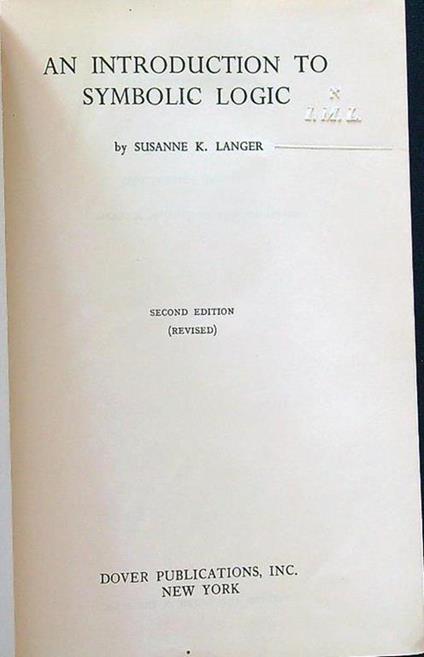 AN INTRODUCTION TO
SYMBOLIC LOGIC
I. M. L.
by SUSANNE K. LANGER
SECOND EDITION
(REVISED)
DOVER PUBLICATIONS, INC.
NEW YORK